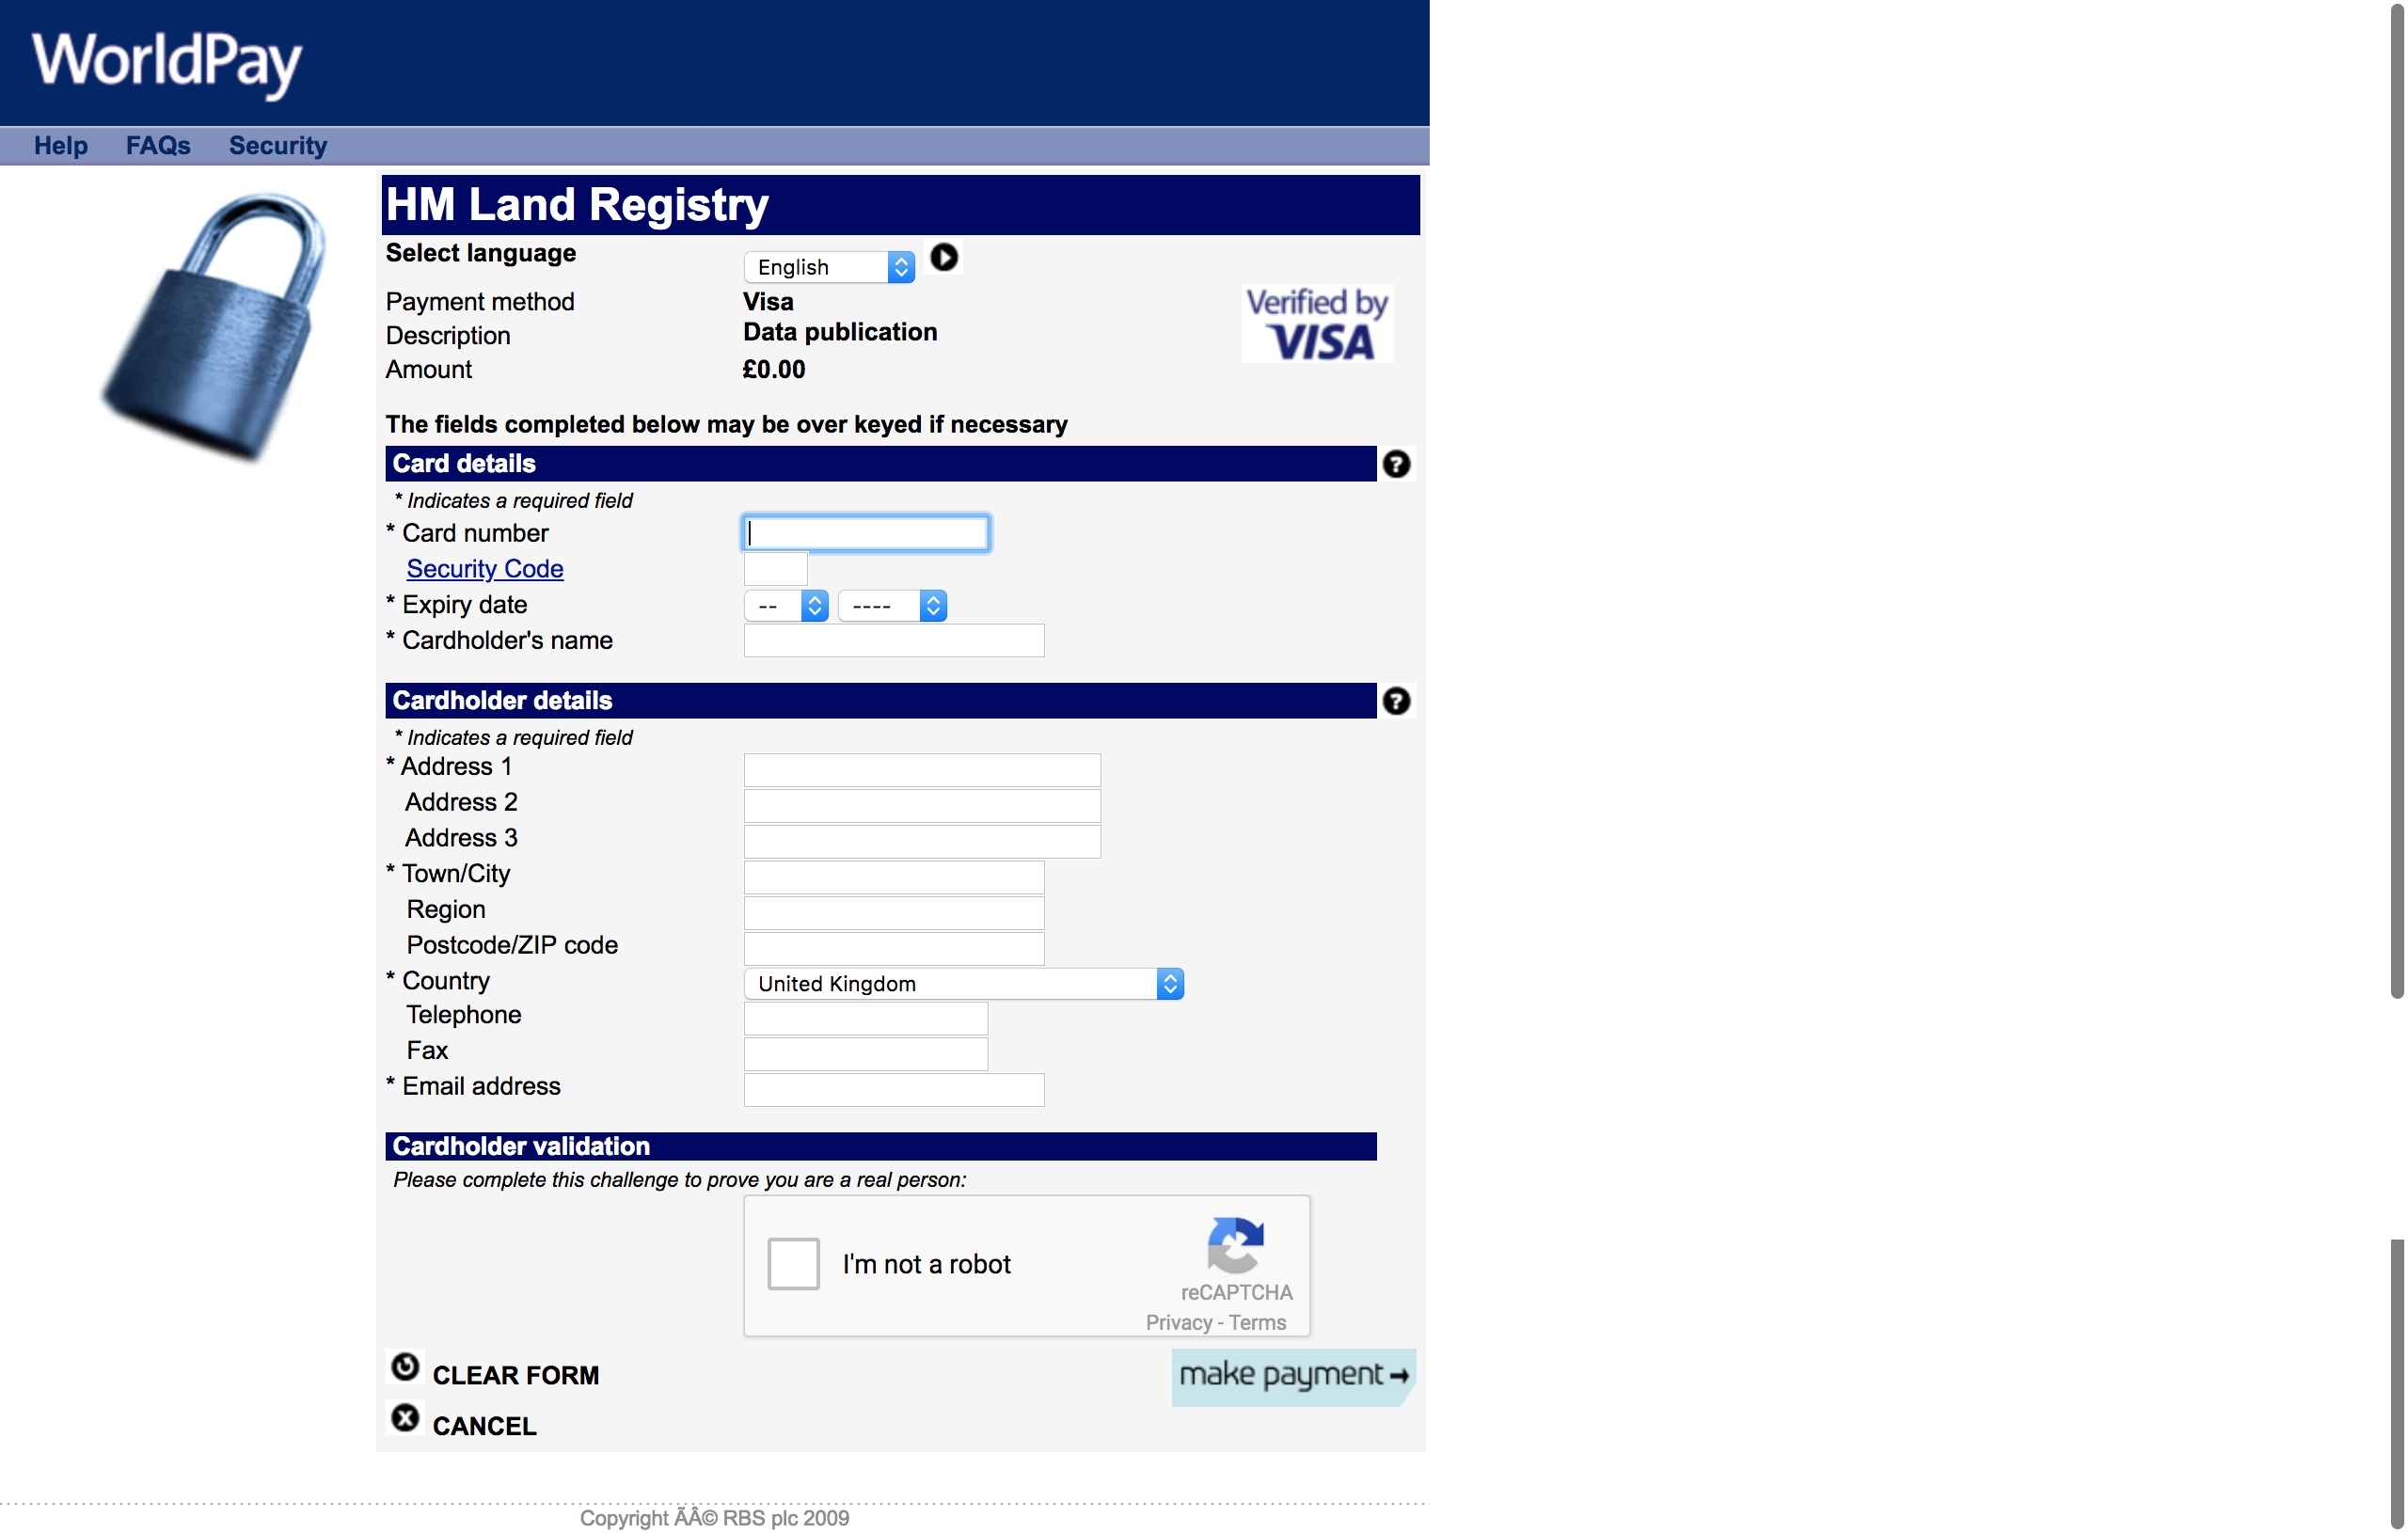 WorldPay
Help FAQs Security
HM Land Registry
Select language English
Payment method Visa
Description Data publication
Amount £0.00
Verified by
VISA
The fields completed below may be over keyed if necessary
Card details ?
* Indicates a required field
* Card number
Security Code
* Expiry date -- ----
* Cardholder's name
Cardholder details ?
* Indicates a required field
* Address 1
Address 2
Address 3
* Town/City
Region
Postcode/ZIP code
* Country United Kingdom
Telephone
Fax
* Email address
Cardholder validation
Please complete this challenge to prove you are a real person:
I'm not a robot
reCAPTCHA
Privacy - Terms
CLEAR FORM
make payment
CANCEL
Copyright ÃÂ© RBS plc 2009